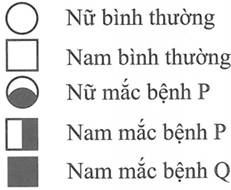 Nữ bình thường
Nam bình thường
Nữ mắc bệnh P
Nam mắc bệnh P
Nam mắc bệnh Q